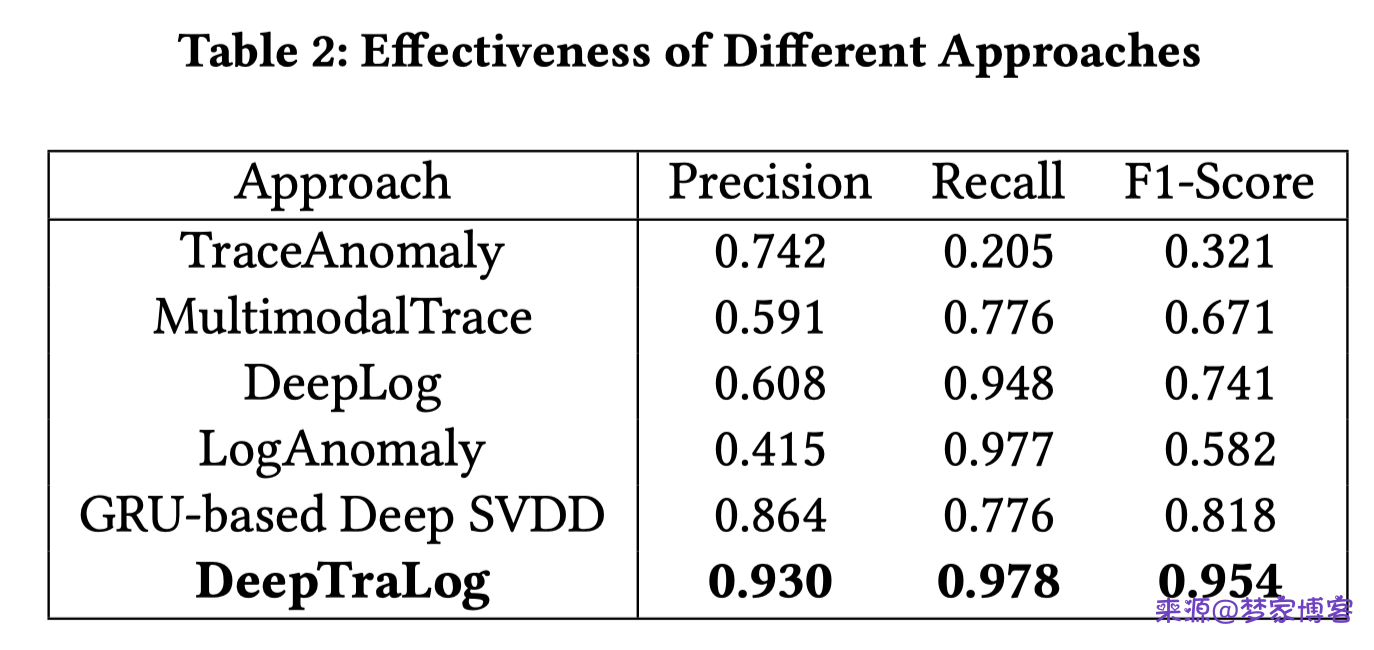 Table 2: Effectiveness of Different Approaches
Approach Precision Recall F1-Score
TraceAnomaly 0.742 0.205 0.321
MultimodalTrace 0.591 0.776 0.671
DeepLog 0.608 0.948 0.741
LogAnomaly 0.415 0.977 0.582
GRU-based Deep SVDD 0.864 0.776 0.818
DeepTraLog 0.930 0.978 0.954
来源@梦家博客